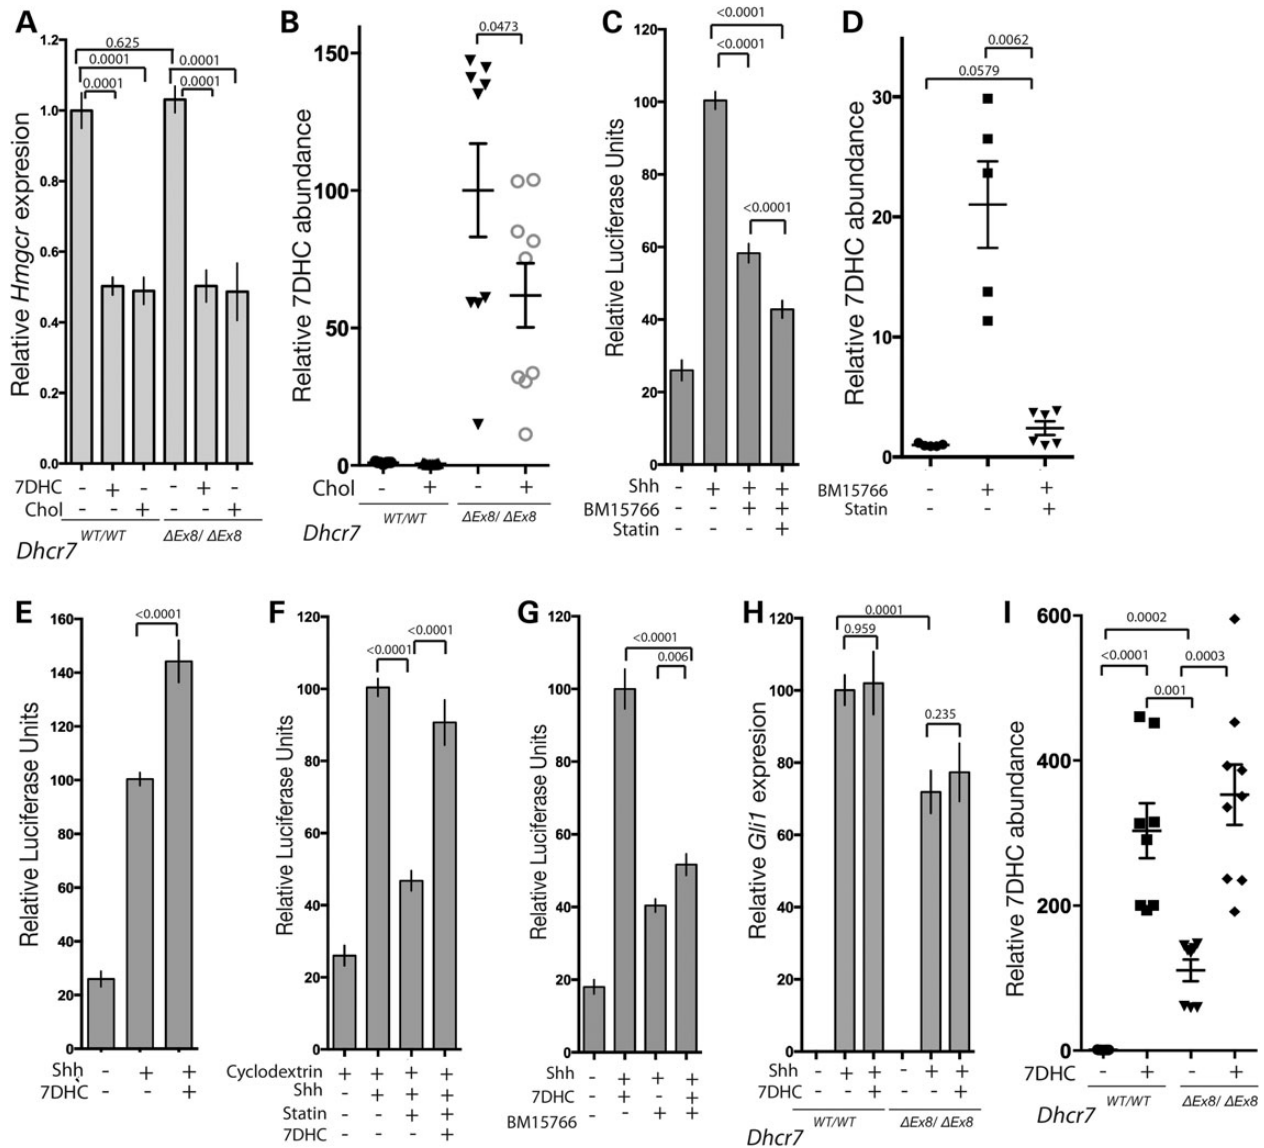 A
Relative Hmgcr expresion
1.2
1.0
0.8
0.6
0.4
0.2
0.0
0.625
0.0001
0.0001
0.0001
0.0001
7DHC - + - - + -
Chol - - + - - +
WT/WT ΔEx8/ ΔEx8
Dhcr7
B
Relative 7DHC abundance
150
100
50
0
0.0473
Chol - + - +
WT/WT ΔEx8/ ΔEx8
Dhcr7
C
Relative Luciferase Units
120
100
80
60
40
20
0
<0.0001
<0.0001
<0.0001
Shh - + + +
BM15766 - - + +
Statin - - - +
D
Relative 7DHC abundance
30
20
10
0
0.0062
0.0579
BM15766 - + +
Statin - - +
E
Relative Luciferase Units
160
140
120
100
80
60
40
20
0
<0.0001
Shh - + +
7DHC - - +
F
Relative Luciferase Units
120
100
80
60
40
20
0
<0.0001
<0.0001
Cyclodextrin + + + +
Shh - + + +
Statin - - + +
7DHC - - - +
G
Relative Luciferase Units
120
100
80
60
40
20
0
<0.0001
0.006
Shh - + + +
7DHC - - - +
BM15766 - - + +
H
Relative Gli1 expresion
120
100
80
60
40
20
0
0.0001
0.959
0.235
Shh - + + - + +
7DHC - - + - - +
WT/WT ΔEx8/ ΔEx8
Dhcr7
I
Relative 7DHC abundance
600
400
200
0
0.0002
<0.0001
0.0003
0.001
7DHC - + - +
WT/WT ΔEx8/ ΔEx8
Dhcr7